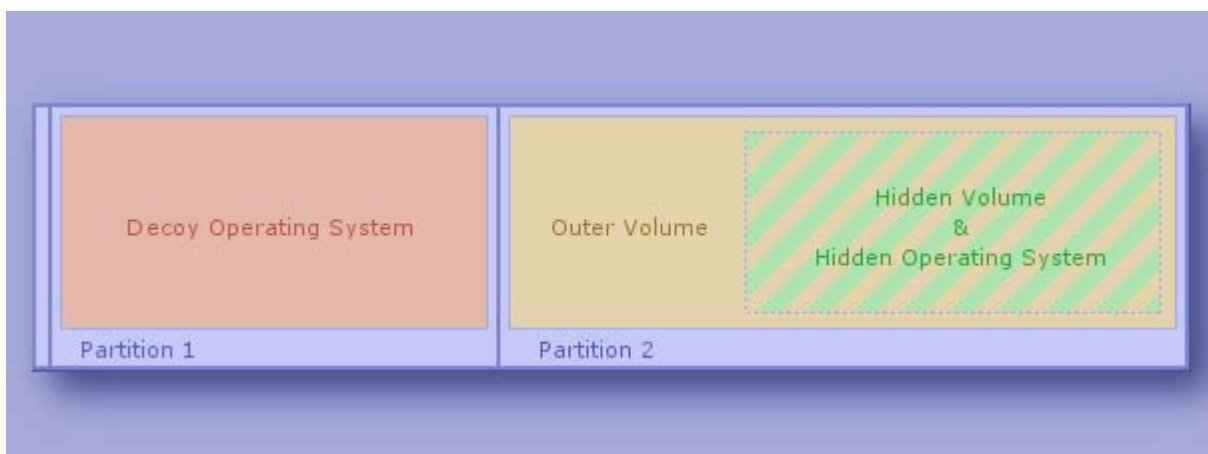 Decoy Operating System
Outer Volume
Hidden Volume
&
Hidden Operating System
Partition 1
Partition 2